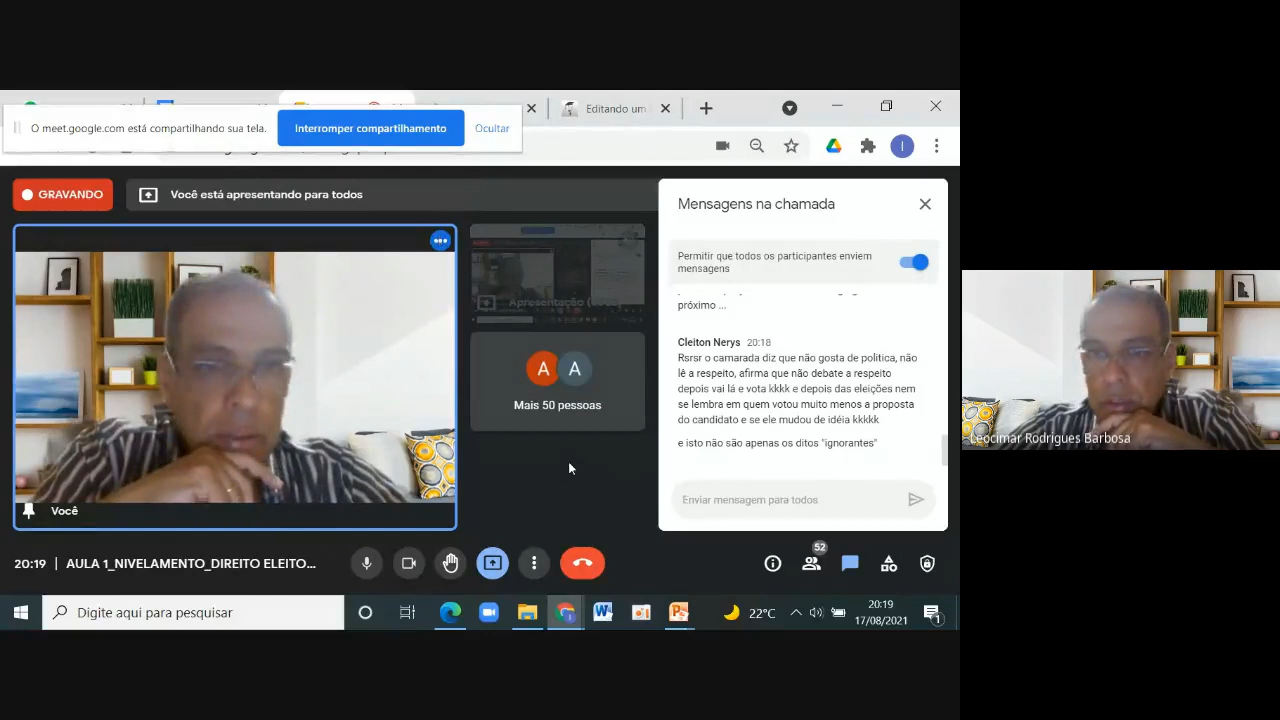 Editando um
O meet.google.com está compartilhando sua tela.
Interromper compartilhamento
Ocultar
I
GRAVANDO
Você está apresentando para todos
Mensagens na chamada
Permitir que todos os participantes enviem
mensagens
próximo ...
Cleiton Nerys 20:18
Rsrsr o camarada diz que não gosta de politica, não
lê a respeito, afirma que não debate a respeito
depois vai lá e vota kkkk e depois das eleições nem
se lembra em quem votou muito menos a proposta
do candidato e se ele mudou de idéia kkkkk
e isto não são apenas os ditos "ignorantes"
Enviar mensagem para todos
A A
Mais 50 pessoas
Você
Leocimar Rodrigues Barbosa
20:19 | AULA 1_NIVELAMENTO_DIREITO ELEITO...
52
Digite aqui para pesquisar
22°C
20:19
17/08/2021
1